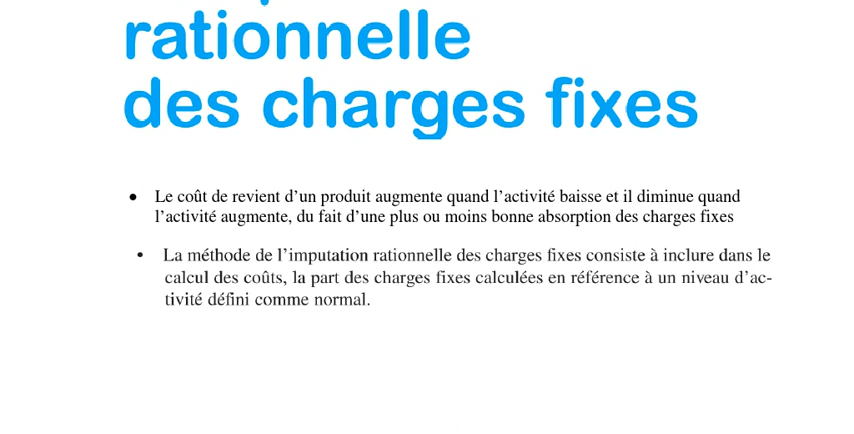 rationnelle
des charges fixes
• Le coût de revient d’un produit augmente quand l’activité baisse et il diminue quand
l’activité augmente, du fait d’une plus ou moins bonne absorption des charges fixes
• La méthode de l’imputation rationnelle des charges fixes consiste à inclure dans le
calcul des coûts, la part des charges fixes calculées en référence à un niveau d’ac-
tivité défini comme normal.